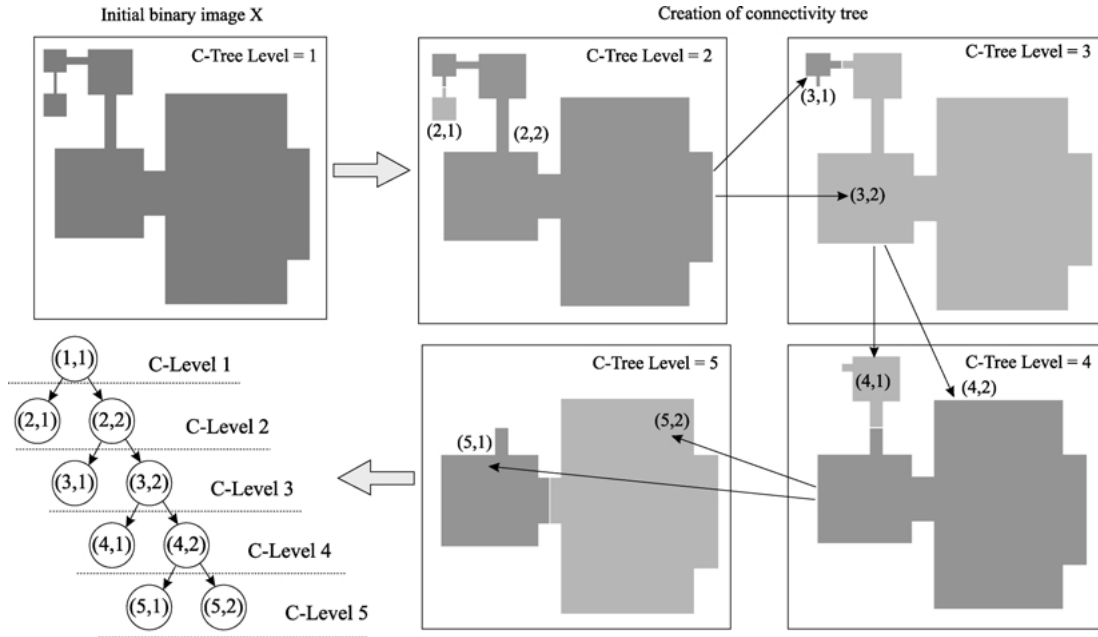 Initial binary image X
Creation of connectivity tree
C-Tree Level = 1
C-Tree Level = 2
(2,1)
(2,2)
C-Tree Level = 3
(3,1)
(3,2)
(1,1)
C-Level 1
(2,1)
(2,2)
C-Level 2
(3,1)
(3,2)
C-Level 3
(4,1)
(4,2)
C-Level 4
(5,1)
(5,2)
C-Level 5
C-Tree Level = 5
(5,1)
(5,2)
C-Tree Level = 4
(4,1)
(4,2)